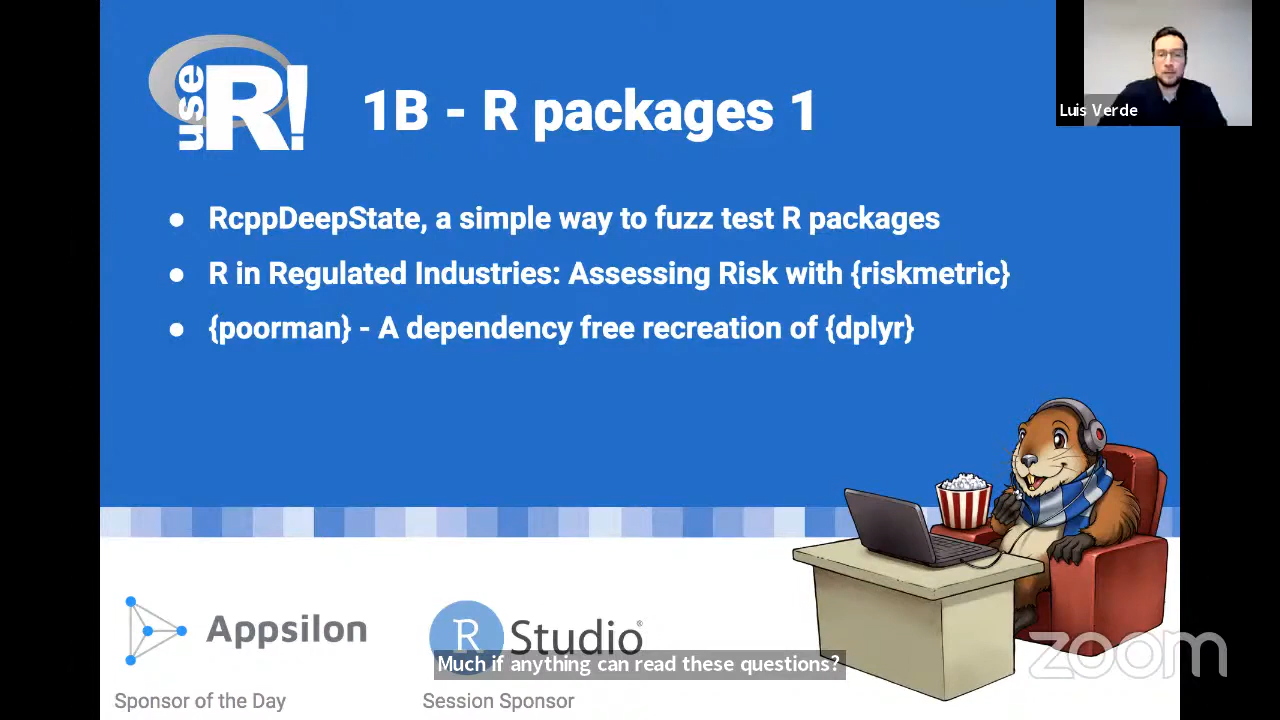 use R!
1B - R packages 1
Luis Verde
● RcppDeepState, a simple way to fuzz test R packages
● R in Regulated Industries: Assessing Risk with {riskmetric}
● {poorman} - A dependency free recreation of {dplyr}
Appsilon
R Studio®
Much if anything can read these questions?
Sponsor of the Day
Session Sponsor
zoom